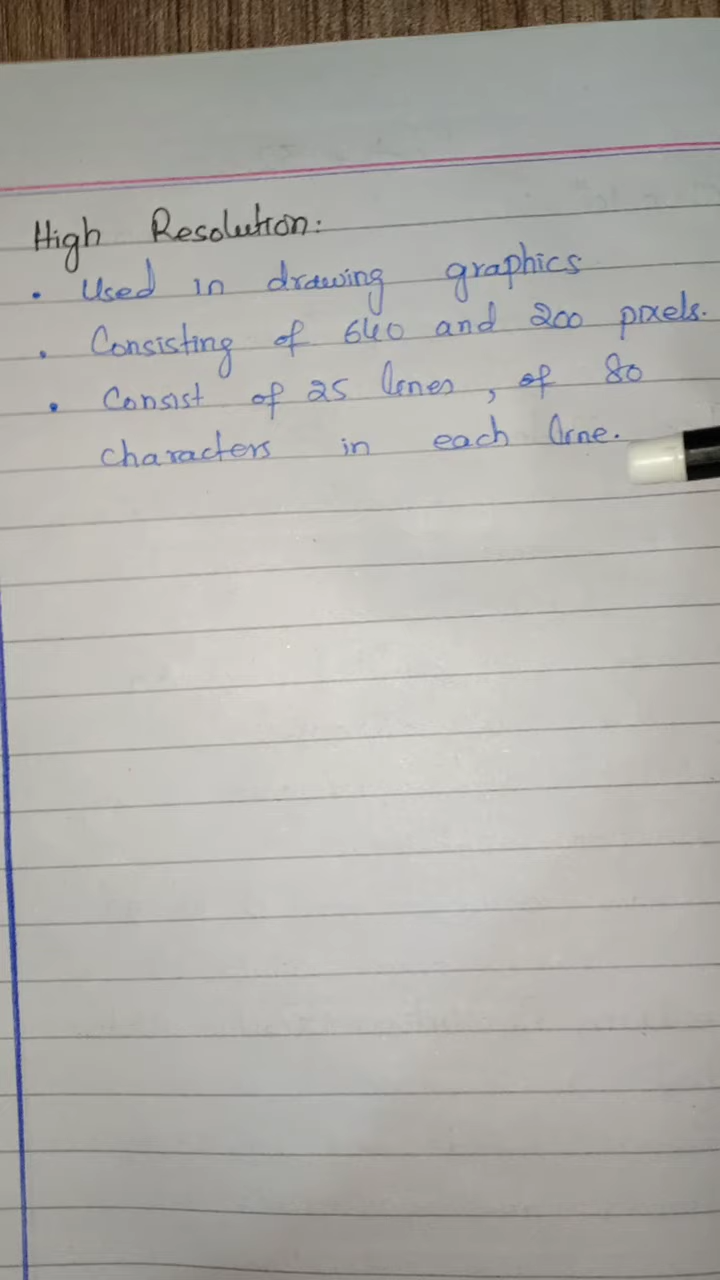 High Resolution:
• Used in drawing graphics
• Consisting of 640 and 200 pixels.
• Consist of 25 lines, of 80
characters in each line.